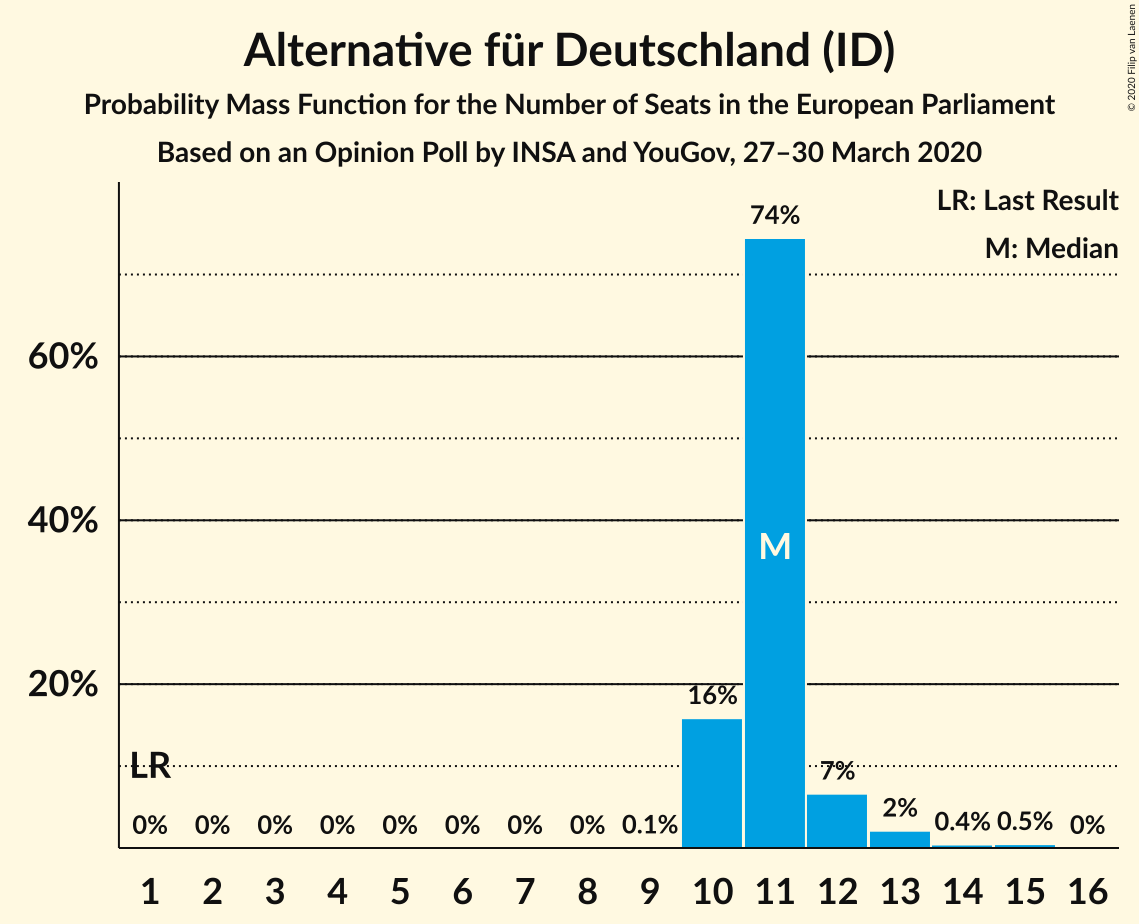 Alternative für Deutschland (ID)
Probability Mass Function for the Number of Seats in the European Parliament
Based on an Opinion Poll by INSA and YouGov, 27–30 March 2020
© 2020 Filip van Laenen
LR: Last Result
M: Median
60%
40%
20%
LR
M
0% 0% 0% 0% 0% 0% 0% 0% 0.1% 16% 74% 7% 2% 0.4% 0.5% 0%
1 2 3 4 5 6 7 8 9 10 11 12 13 14 15 16